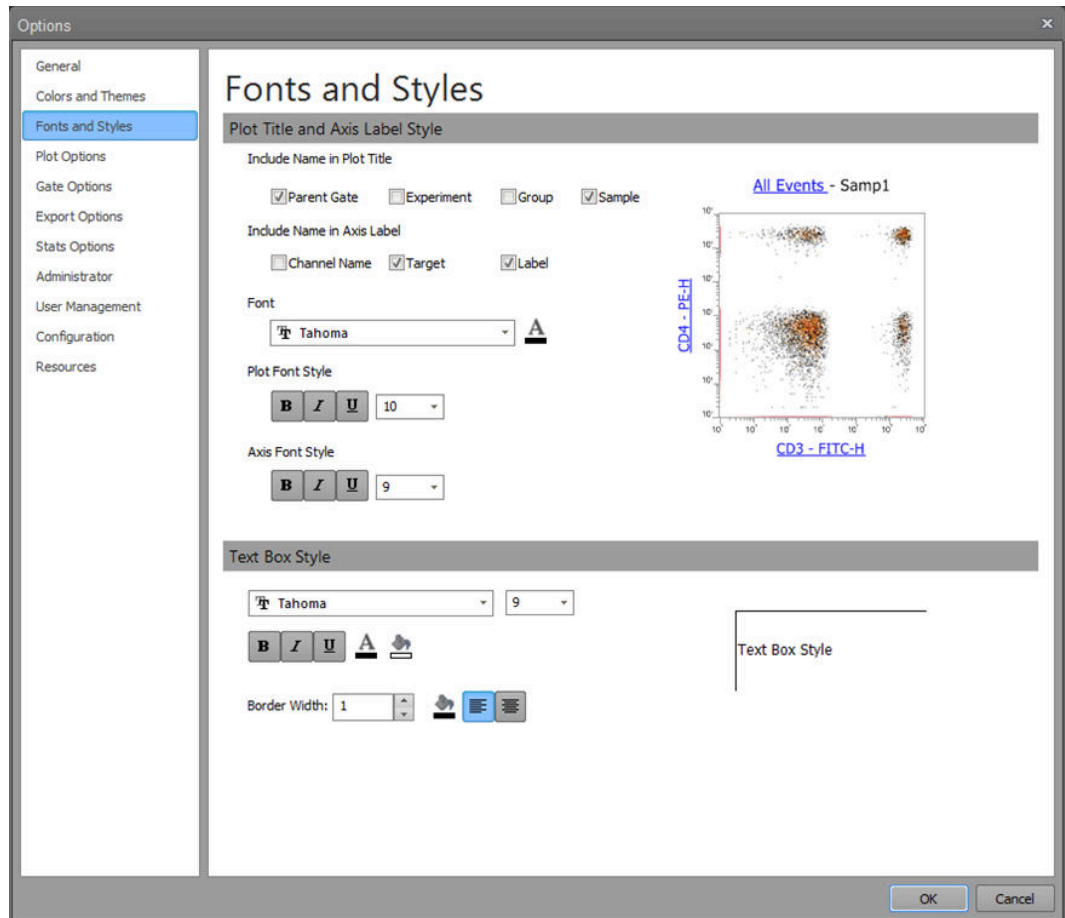 Options
General
Colors and Themes
Fonts and Styles
Plot Options
Gate Options
Export Options
Stats Options
Administrator
User Management
Configuration
Resources
Fonts and Styles
Plot Title and Axis Label Style
Include Name in Plot Title
Parent Gate Experiment Group Sample
Include Name in Axis Label
Channel Name Target Label
Font
Tahoma A
Plot Font Style
B I U 10
Axis Font Style
B I U 9
All Events - Samp1
CD4 - PE-H
CD3 - FITC-H
Text Box Style
Tahoma 9
B I U A
Border Width: 1
Text Box Style
OK Cancel